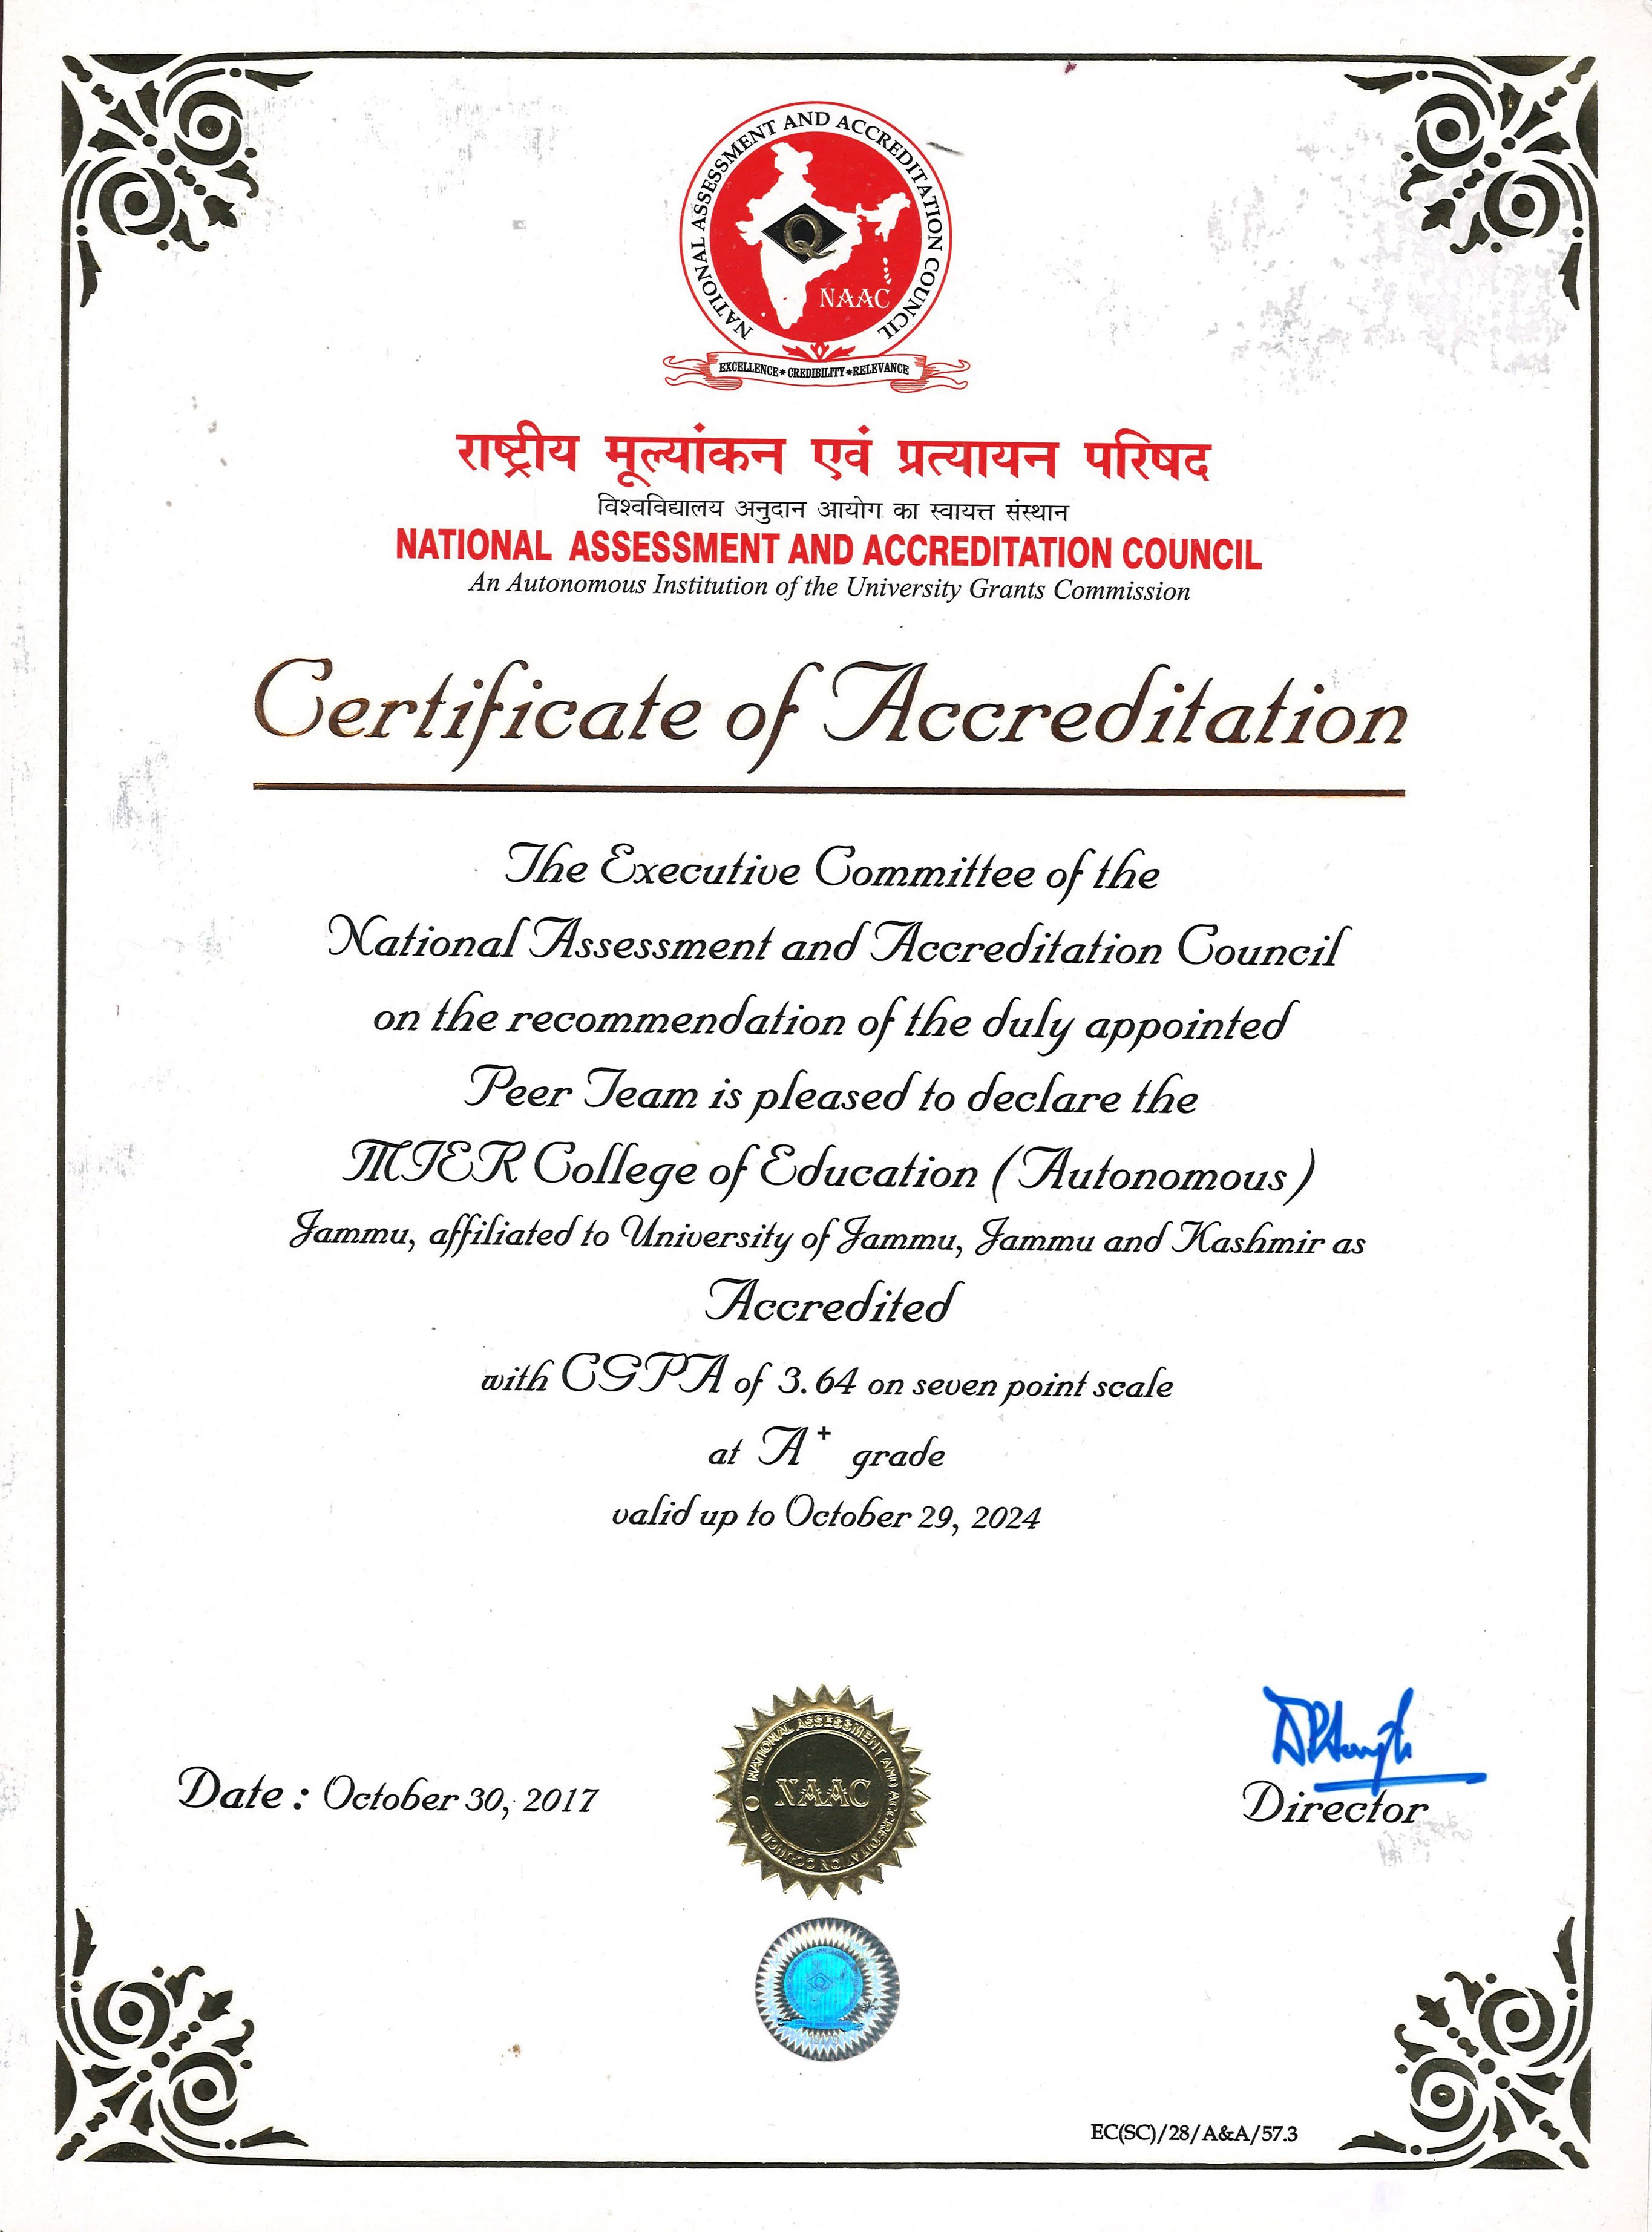 NATIONAL ASSESSMENT AND ACCREDITATION COUNCIL
Q
NAAC
EXCELLENCE * CREDIBILITY * RELEVANCE
राष्ट्रीय मूल्यांकन एवं प्रत्यायन परिषद
विश्वविद्यालय अनुदान आयोग का स्वायत्त संस्थान
NATIONAL ASSESSMENT AND ACCREDITATION COUNCIL
An Autonomous Institution of the University Grants Commission
Certificate of Accreditation
The Executive Committee of the
National Assessment and Accreditation Council
on the recommendation of the duly appointed
Peer Team is pleased to declare the
MIER College of Education (Autonomous)
Jammu, affiliated to University of Jammu, Jammu and Kashmir as
Accredited
with CGPA of 3.64 on seven point scale
at A+ grade
valid up to October 29, 2024
Date : October 30, 2017
NATIONAL ASSESSMENT AND ACCREDITATION COUNCIL
NAAC
Director
EC(SC)/28/A&A/57.3